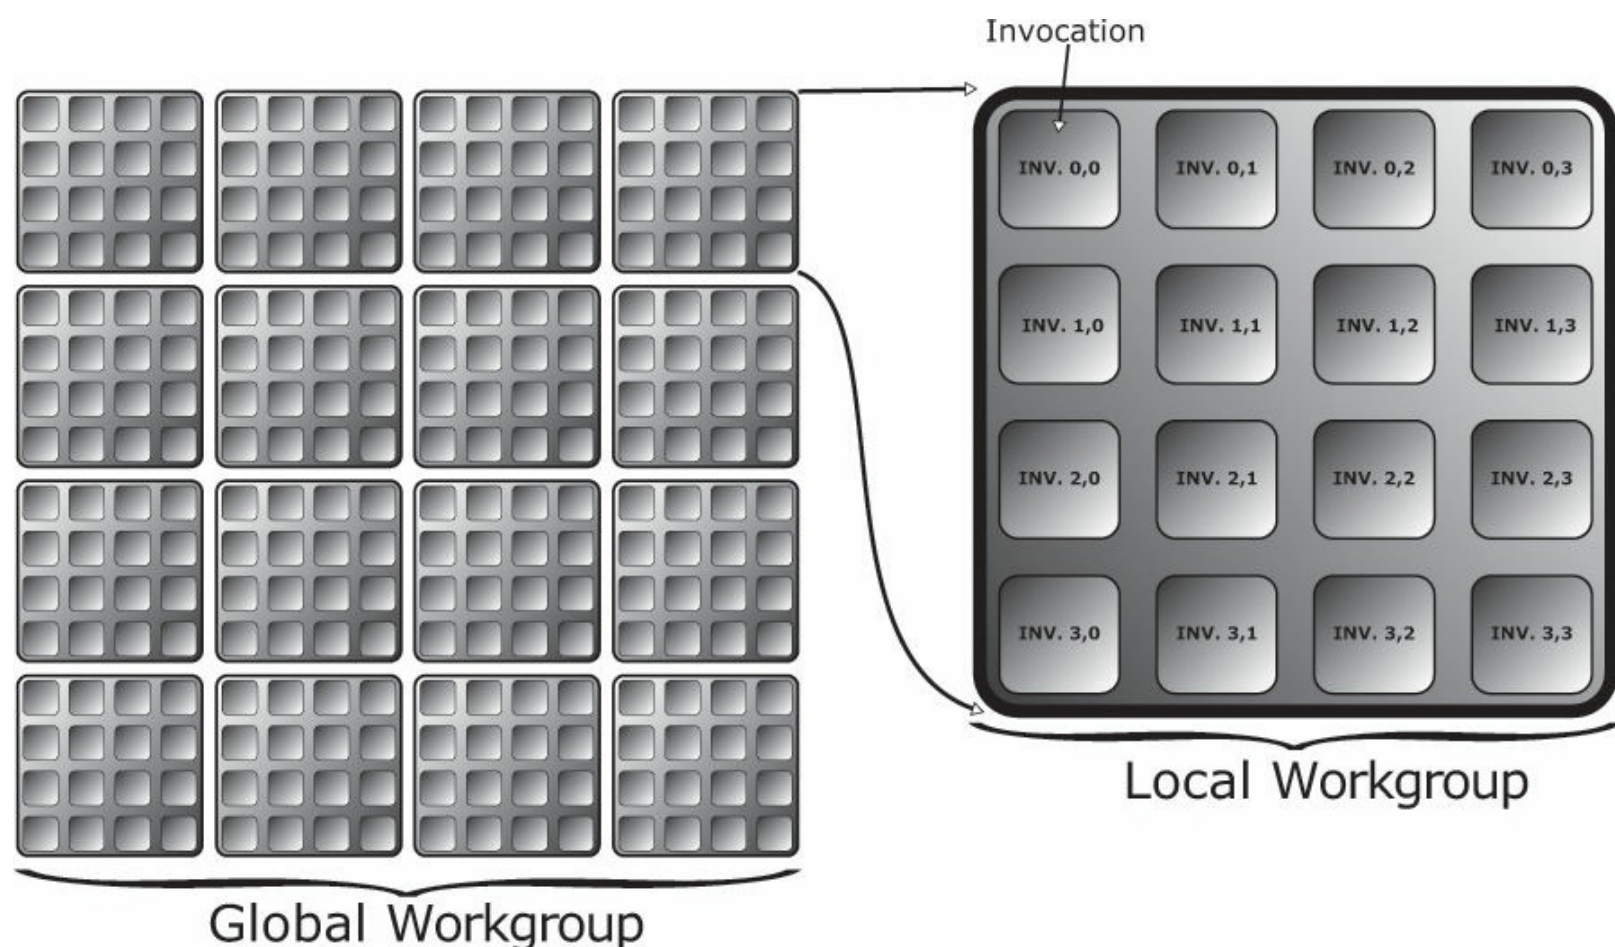 Invocation
INV. 0,0 INV. 0,1 INV. 0,2 INV. 0,3
INV. 1,0 INV. 1,1 INV. 1,2 INV. 1,3
INV. 2,0 INV. 2,1 INV. 2,2 INV. 2,3
INV. 3,0 INV. 3,1 INV. 3,2 INV. 3,3
Local Workgroup
Global Workgroup